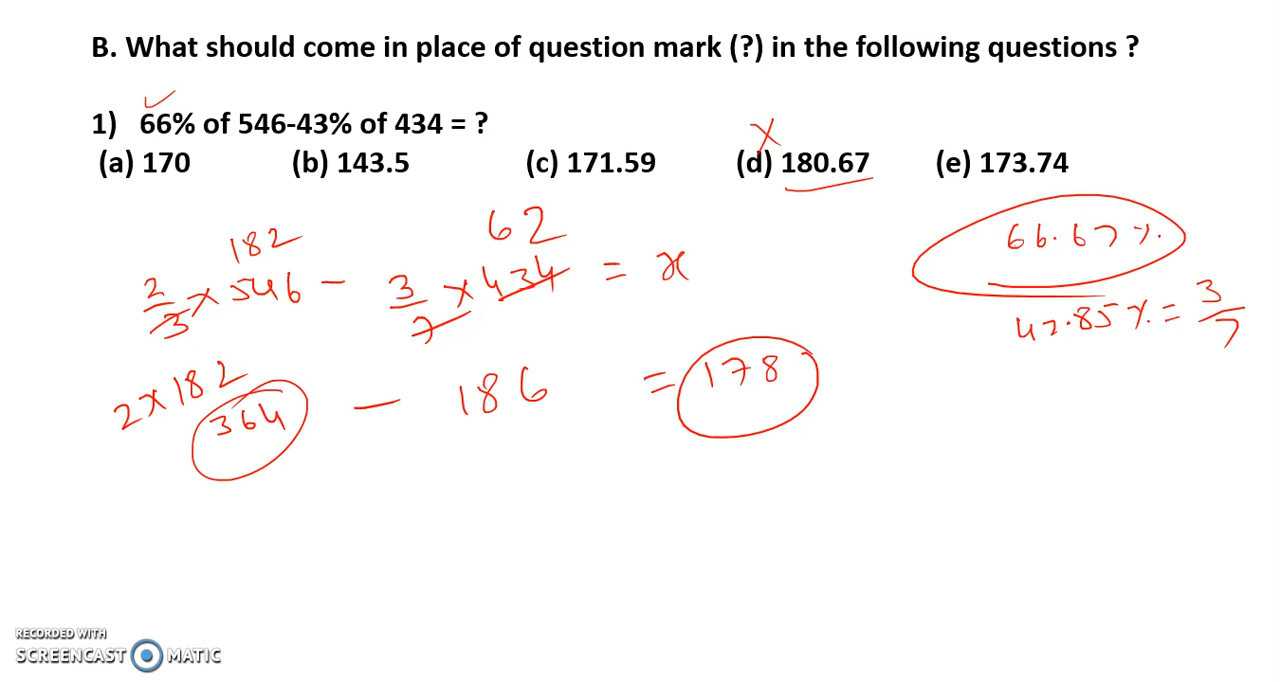 B. What should come in place of question mark (?) in the following questions ?
1) 66% of 546-43% of 434 = ?
(a) 170 (b) 143.5 (c) 171.59 (d) 180.67 (e) 173.74
182 62
2/3 × 546 - 3/7 × 434 = x
66.67%
42.85% = 3/7
2 × 182
364 - 186 = 178
RECORDED WITH
SCREENCAST MATIC